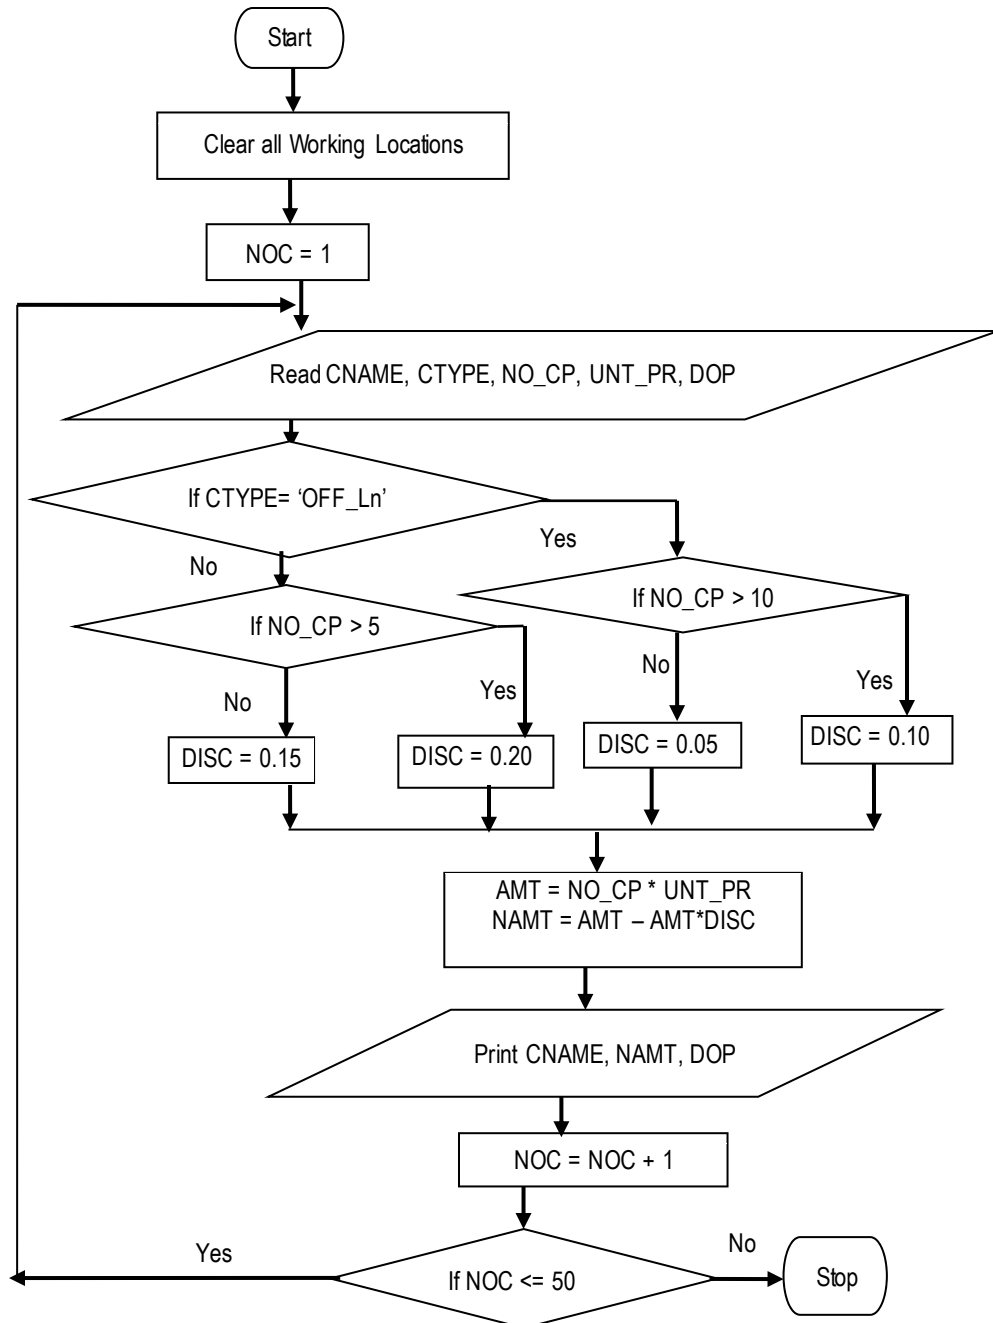 Start
Clear all Working Locations
NOC = 1
Read CNAME, CTYPE, NO_CP, UNT_PR, DOP
If CTYPE= ‘OFF_Ln’
Yes
No
If NO_CP > 10
If NO_CP > 5
No
Yes
Yes
No
DISC = 0.15
DISC = 0.20
DISC = 0.05
DISC = 0.10
AMT = NO_CP * UNT_PR
NAMT = AMT – AMT*DISC
Print CNAME, NAMT, DOP
NOC = NOC + 1
Yes
No
If NOC <= 50
Stop